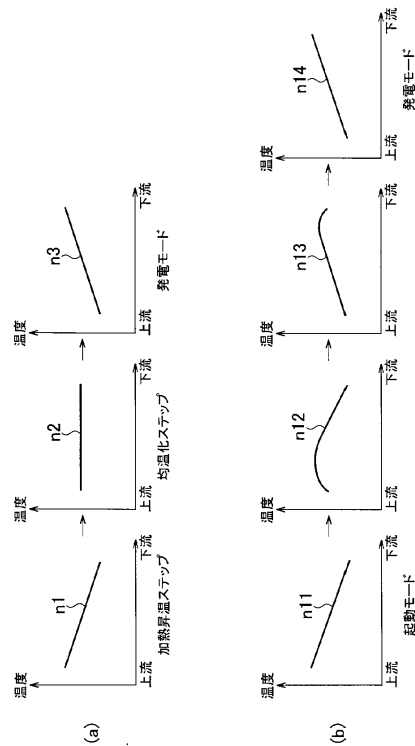 (a)
温度
n1
上流
下流
加熱昇温ステップ
温度
n2
上流
下流
均温化ステップ
温度
n3
上流
下流
発電モード
(b)
温度
n11
上流
下流
起動モード
温度
n12
上流
下流
温度
n13
上流
下流
温度
n14
上流
下流
発電モード